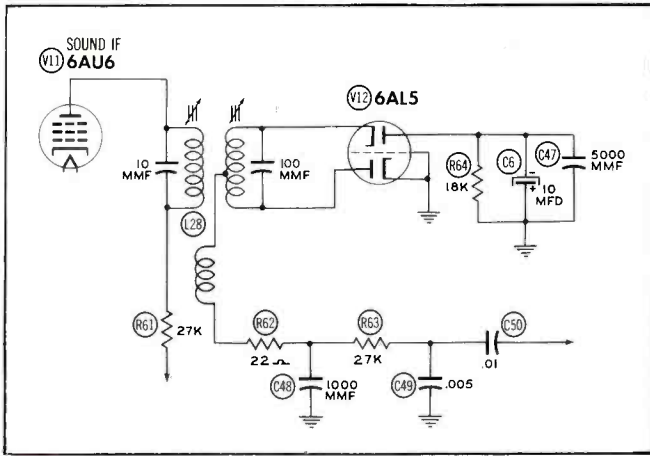 SOUND IF
V11 6AU6
V12 6AL5
10
MMF
100
MMF
L28
R64
18K
C6
-
+
10
MFD
C47
5000
MMF
R61
27K
R62
22 Ω
R63
27K
C50
.01
C48
1000
MMF
C49
.005